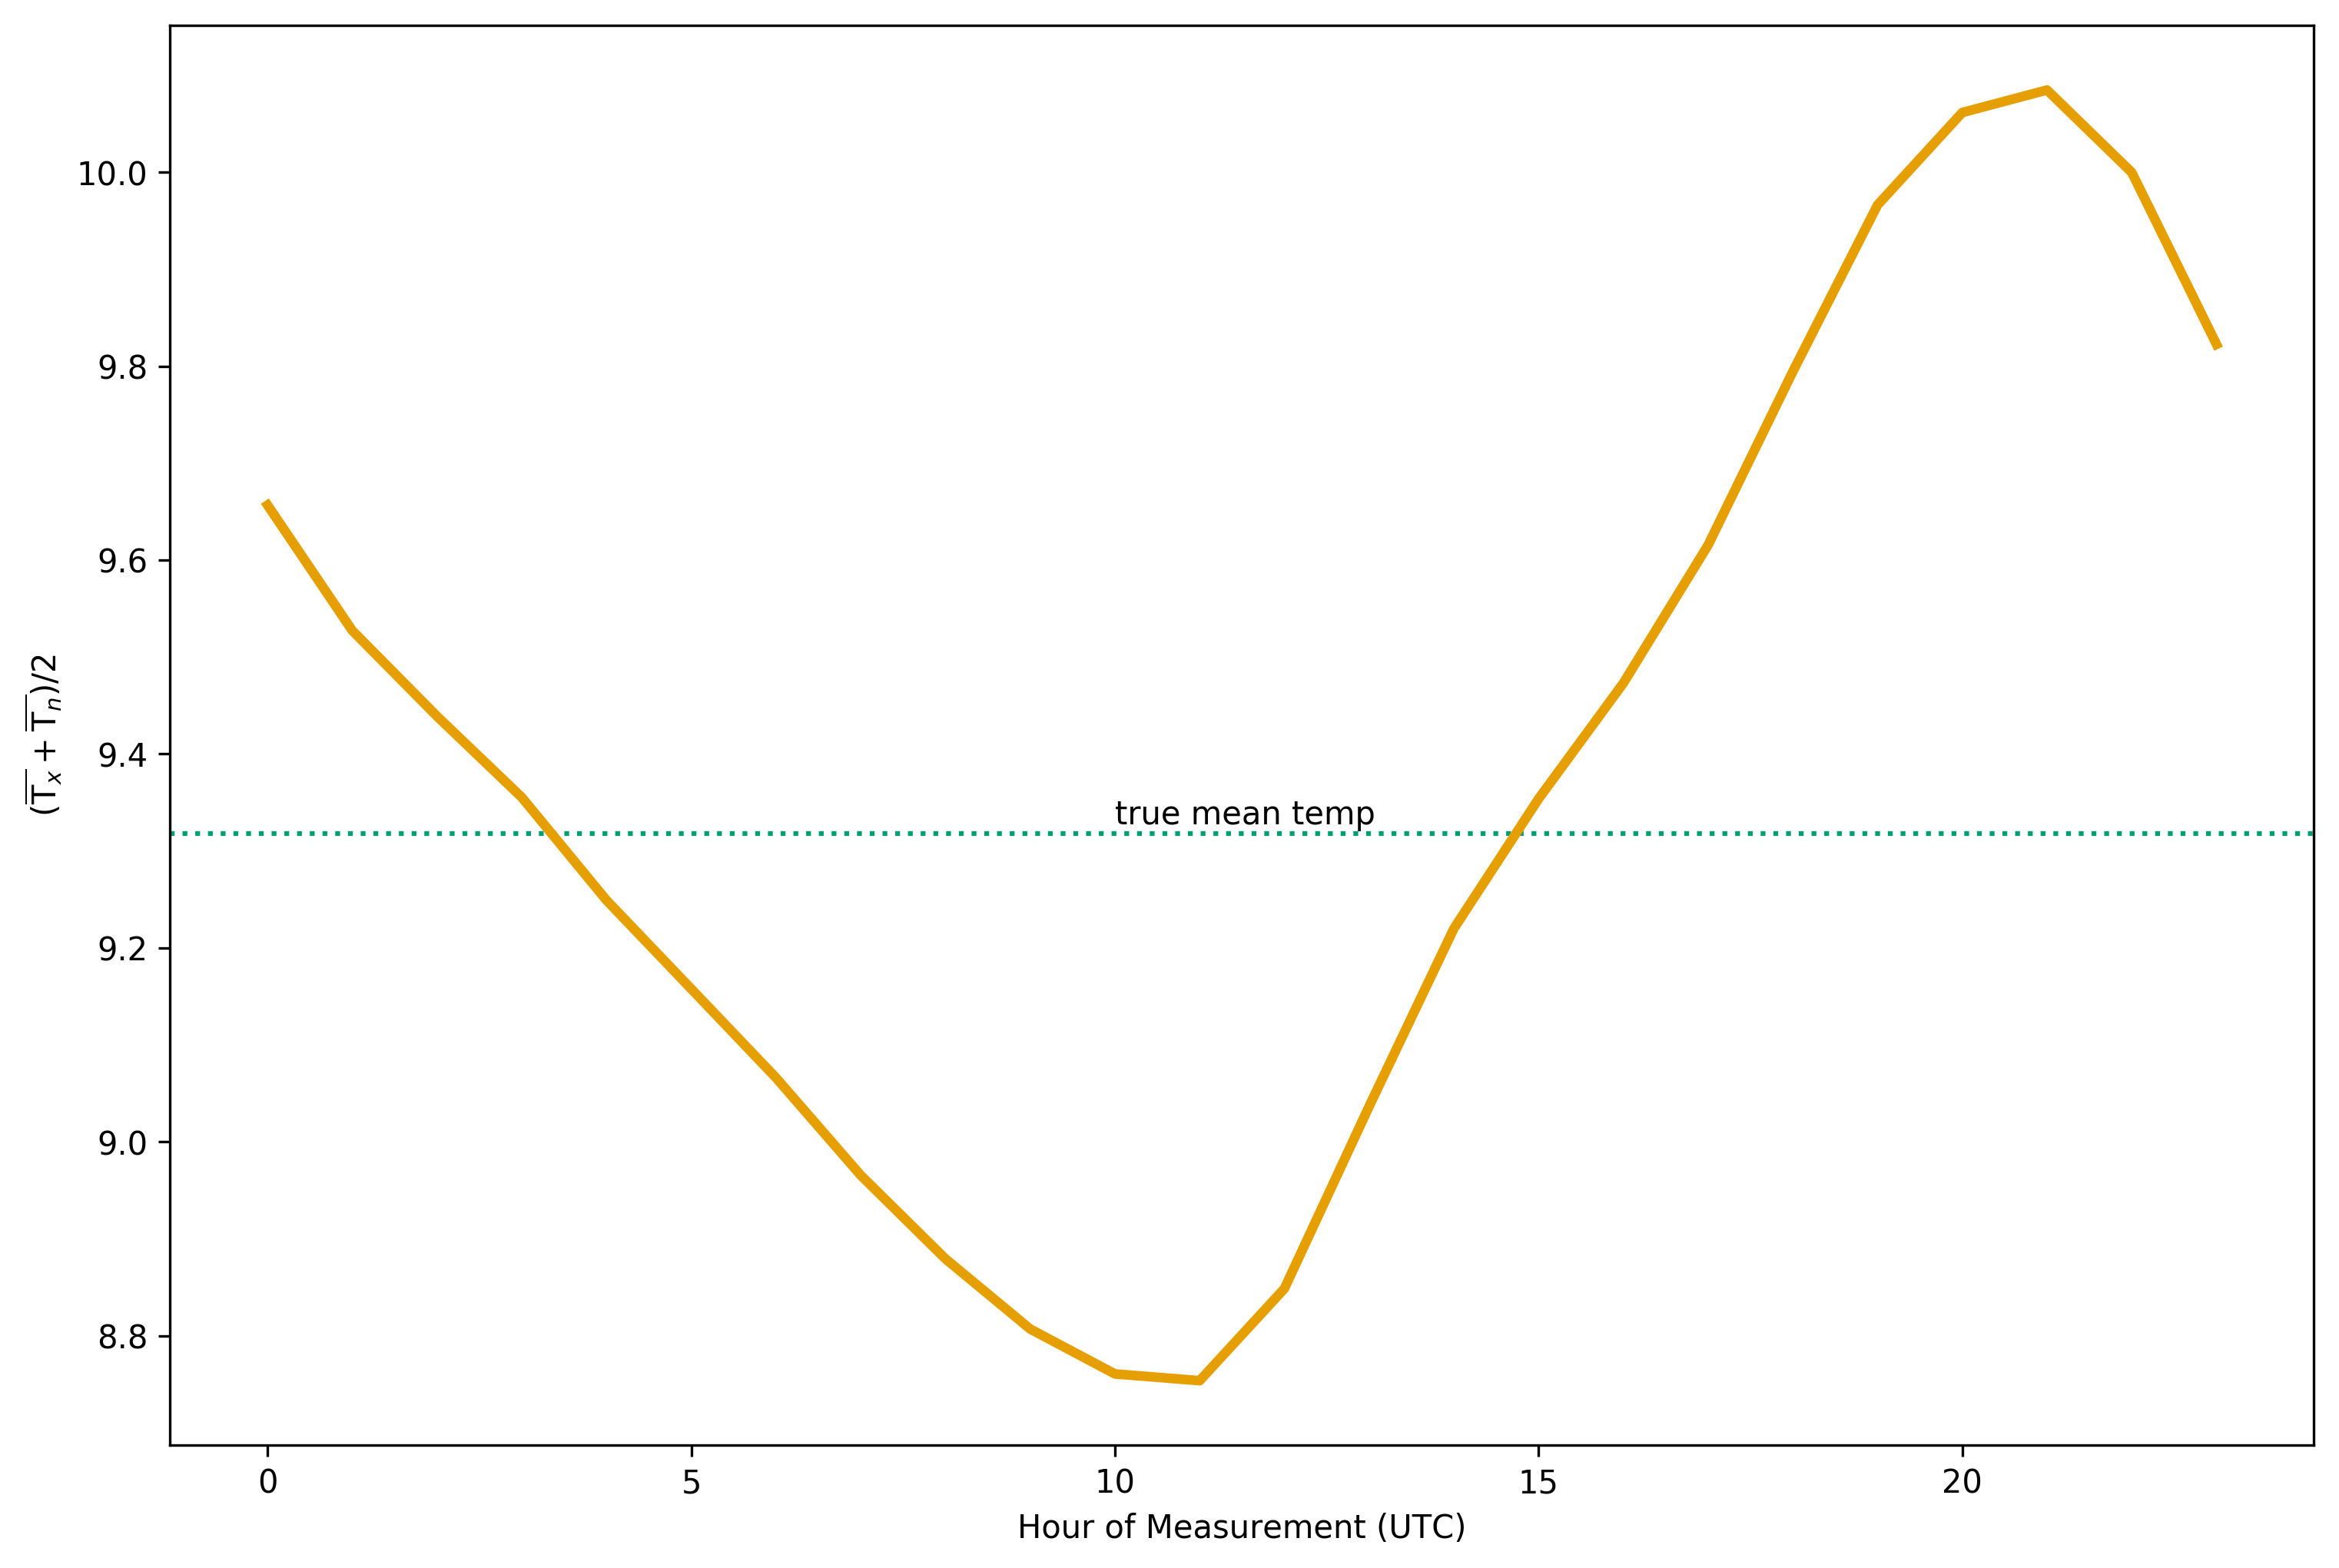 10.0
9.8
9.6
9.4
9.2
9.0
8.8
(T̅ₓ + T̅ₙ)/2
true mean temp
0 5 10 15 20
Hour of Measurement (UTC)